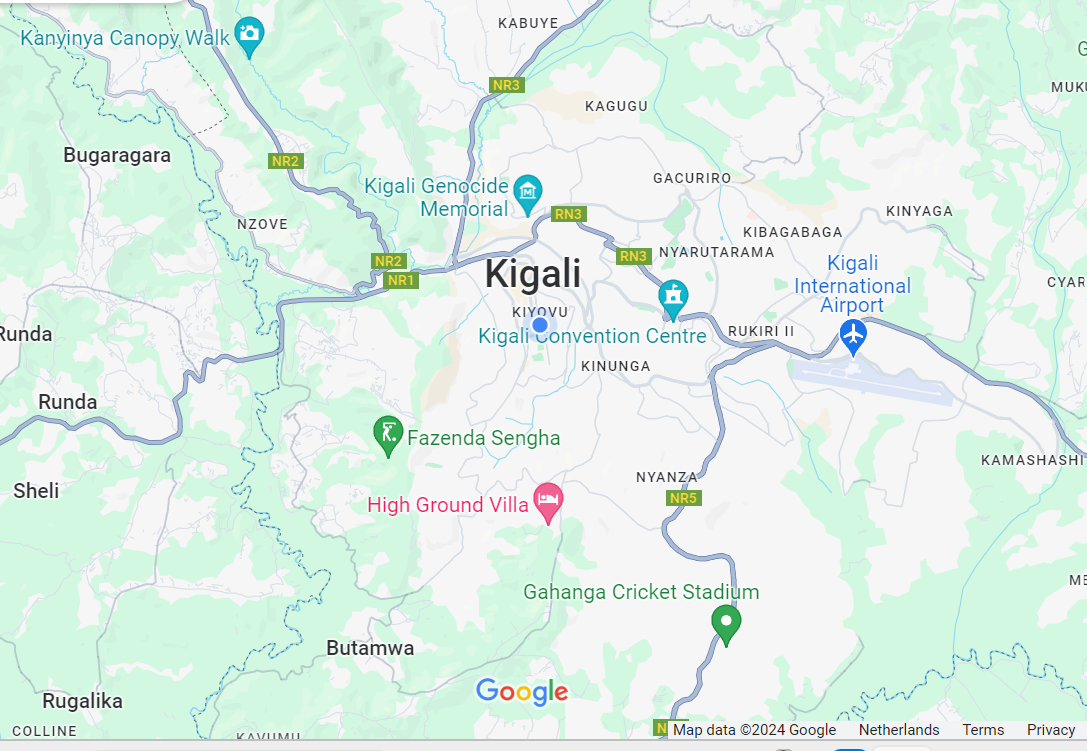 KABUYE
Kanyinya Canopy Walk
NR3
MUKU
KAGUGU
Bugaragara
NR2
GACURIRO
Kigali Genocide
Memorial
KINYAGA
RN3
NZOVE
KIBAGABAGA
RN3
NYARUTARAMA
NR2
Kigali
International
Airport
Kigali
NR1
CYAR
KIYOVU
Runda
Kigali Convention Centre
RUKIRI II
KINUNGA
Runda
Fazenda Sengha
KAMASHASHI
NYANZA
Sheli
NR5
High Ground Villa
Gahanga Cricket Stadium
Butamwa
Google
Rugalika
COLLINE
Map data ©2024 Google
Netherlands
Terms
Privacy